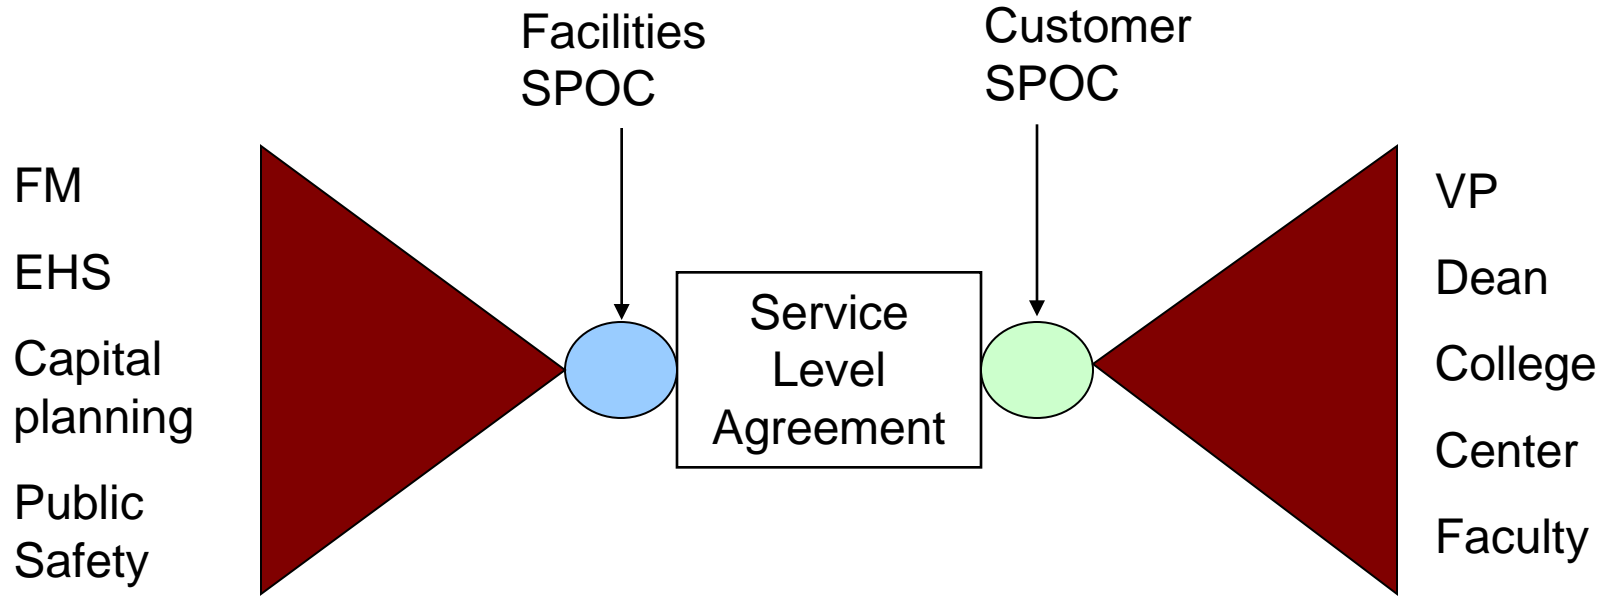 Facilities
SPOC
Customer
SPOC
FM
EHS
Capital
planning
Public
Safety
Service
Level
Agreement
VP
Dean
College
Center
Faculty